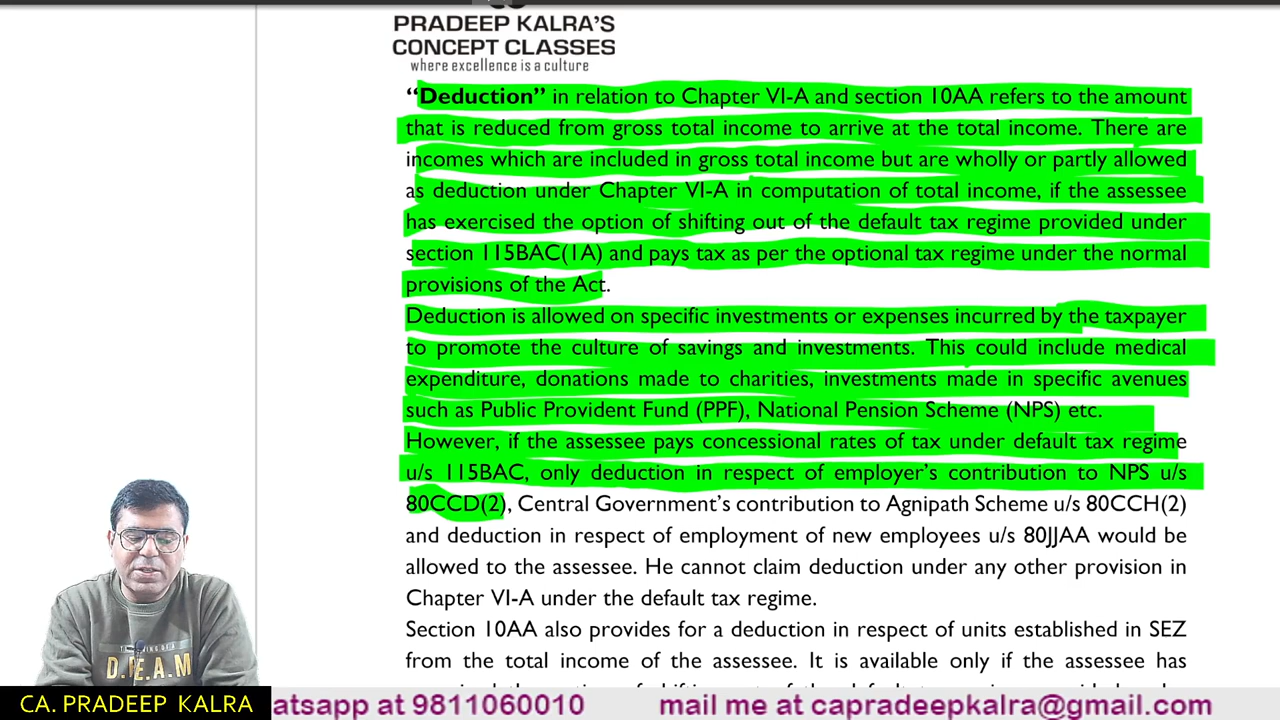 PRADEEP KALRA'S
CONCEPT CLASSES
where excellence is a culture
“Deduction” in relation to Chapter VI-A and section 10AA refers to the amount
that is reduced from gross total income to arrive at the total income. There are
incomes which are included in gross total income but are wholly or partly allowed
as deduction under Chapter VI-A in computation of total income, if the assessee
has exercised the option of shifting out of the default tax regime provided under
section 115BAC(1A) and pays tax as per the optional tax regime under the normal
provisions of the Act.
Deduction is allowed on specific investments or expenses incurred by the taxpayer
to promote the culture of savings and investments. This could include medical
expenditure, donations made to charities, investments made in specific avenues
such as Public Provident Fund (PPF), National Pension Scheme (NPS) etc.
However, if the assessee pays concessional rates of tax under default tax regime
u/s 115BAC, only deduction in respect of employer’s contribution to NPS u/s
80CCD(2), Central Government’s contribution to Agnipath Scheme u/s 80CCH(2)
and deduction in respect of employment of new employees u/s 80JJAA would be
allowed to the assessee. He cannot claim deduction under any other provision in
Chapter VI-A under the default tax regime.
Section 10AA also provides for a deduction in respect of units established in SEZ
from the total income of the assessee. It is available only if the assessee has
D.REAM
CA. PRADEEP KALRA
atsapp at 9811060010 mail me at capradeepkalra@gmail.com